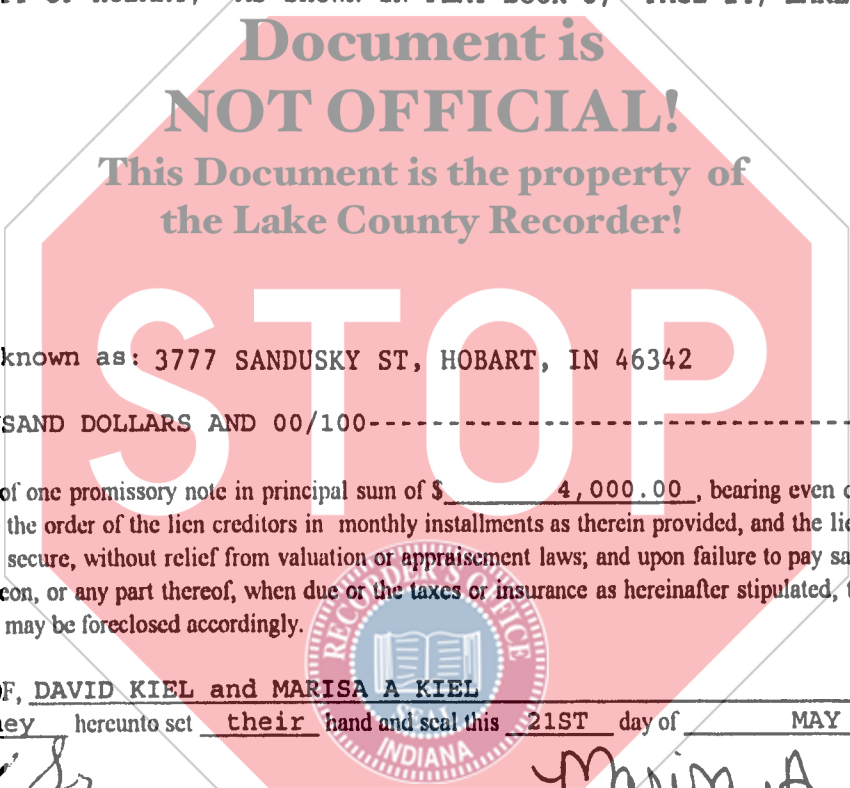 Document is
NOT OFFICIAL!
This Document is the property of
the Lake County Recorder!
STOP
known as: 3777 SANDUSKY ST, HOBART, IN 46342
SAND DOLLARS AND 00/100------------------------------
of one promissory note in principal sum of $ 4,000.00, bearing even
the order of the lien creditors in monthly installments as therein provided, and the
secure, without relief from valuation or appraisement laws; and upon failure to pay
eon, or any part thereof, when due or the taxes or insurance as hereinafter stipulated,
may be foreclosed accordingly.
RECORDER'S OFFICE
SEAL
INDIANA
F, DAVID KIEL and MARISA A KIEL
ey hereunto set their hand and seal this 21ST day of MAY
Sr Marisa A